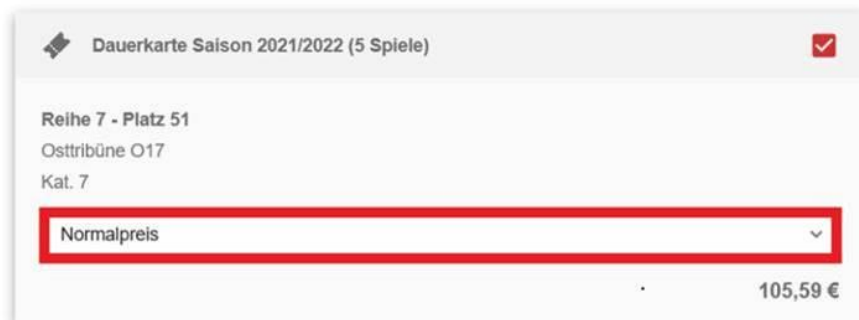 Dauerkarte Saison 2021/2022 (5 Spiele)
Reihe 7 - Platz 51
Osttribüne O17
Kat. 7
Normalpreis
105,59 €